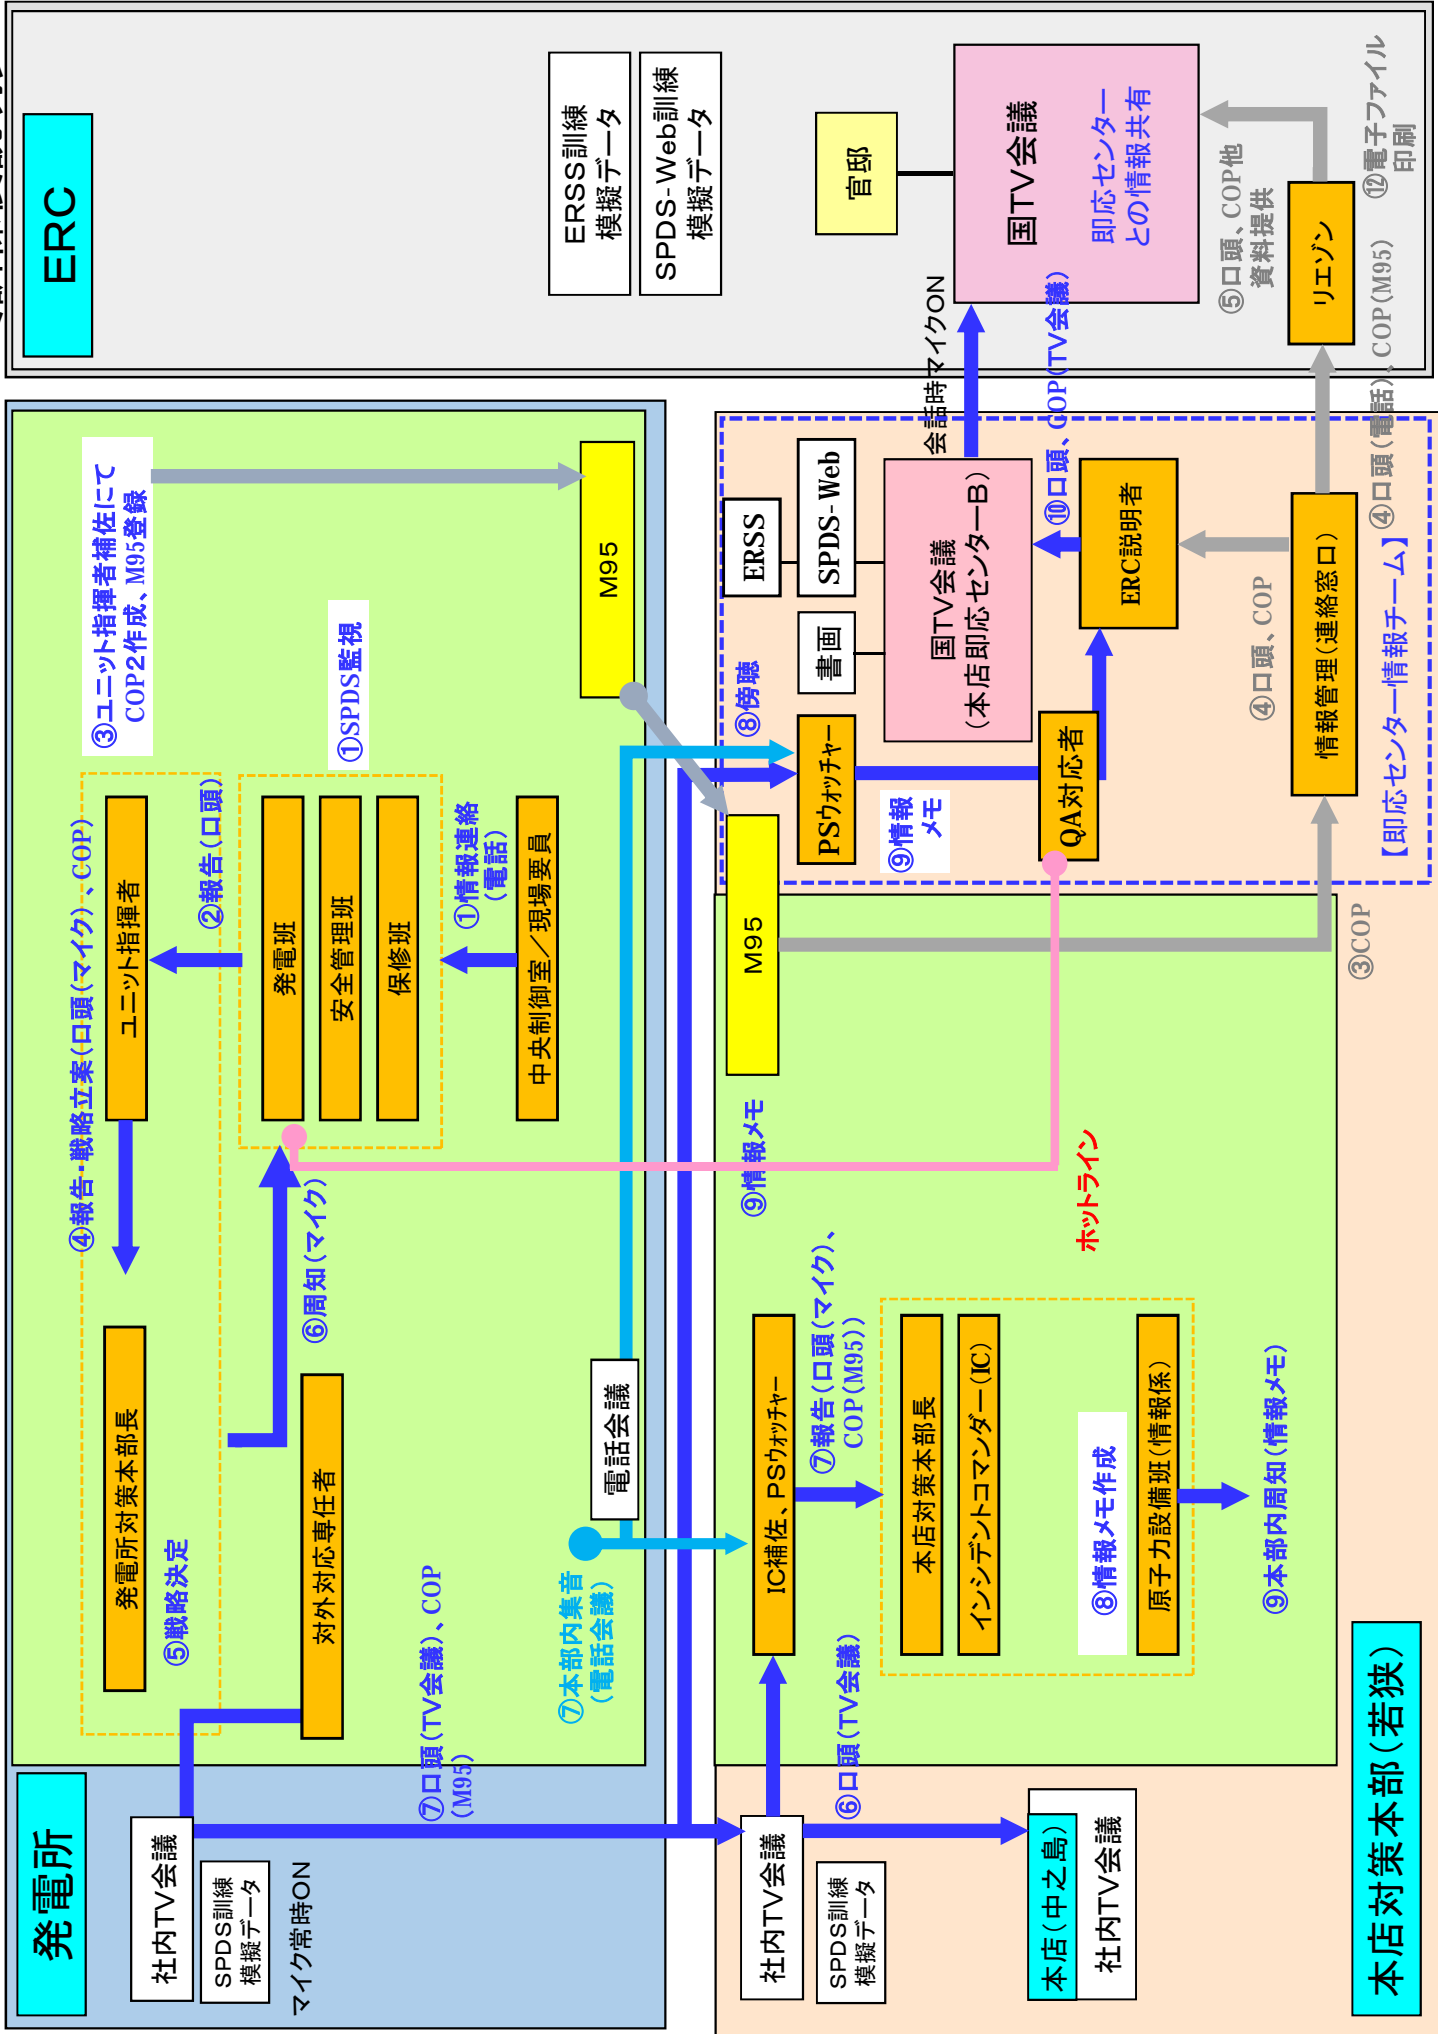 発電所
社内TV会議
SPDS訓練
模擬データ
マイク常時ON
発電所対策本部長
⑤戦略決定
対外対応専任者
④報告・戦略立案(口頭(マイク)、COP)
ユニット指揮者
③ユニット指揮者補佐にて
COP2作成、M95登録
②報告(口頭)
発電班
安全管理班
保修班
①SPDS監視
①情報連絡
(電話)
中央制御室/現場要員
⑥周知(マイク)
M95
⑦口頭(TV会議)、COP
(M95)
⑦本部内集音
(電話会議)
電話会議
ERC
ERSS訓練
模擬データ
SPDS-Web訓練
模擬データ
官邸
国TV会議
即応センター
との情報共有
⑤口頭、COP他
資料提供
リエゾン
⑫電子ファイル
印刷
会話時マイクON
⑩口頭、COP(TV会議)
④口頭(電話)、COP(M95)
本店対策本部(若狭)
社内TV会議
SPDS訓練
模擬データ
本店(中之島)
社内TV会議
⑥口頭(TV会議)
IC補佐、PSウォッチャー
⑦報告(口頭(マイク)、
COP(M95))
本店対策本部長
インシデントコマンダー(IC)
⑧情報メモ作成
原子力設備班(情報係)
⑨本部内周知(情報メモ)
⑨情報メモ
ホットライン
M95
③COP
⑧傍聴
PSウォッチャー
⑨情報
メモ
QA対応者
書画
ERSS
SPDS-Web
国TV会議
(本店即応センターB)
ERC説明者
④口頭、COP
情報管理(連絡窓口)
【即応センター情報チーム】